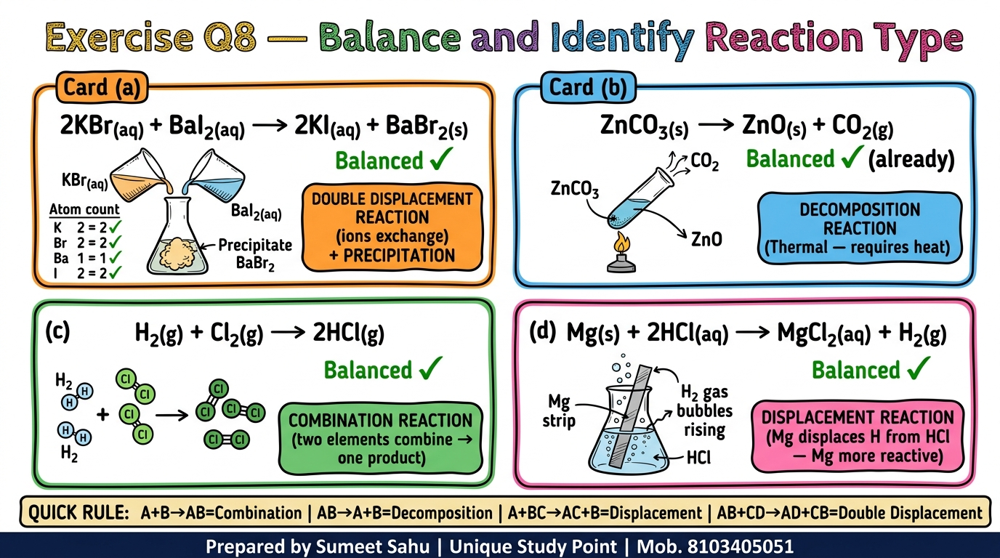 Exercise Q8 — Balance and Identify Reaction Type
Card (a)
2KBr(aq) + BaI₂(aq) → 2KI(aq) + BaBr₂(s)
Balanced ✓
KBr(aq)
BaI₂(aq)
Atom count
K 2 = 2✓
Br 2 = 2✓
Ba 1 = 1✓
I 2 = 2✓
Precipitate
BaBr₂
DOUBLE DISPLACEMENT
REACTION
(ions exchange)
+ PRECIPITATION
Card (b)
ZnCO₃(s) → ZnO(s) + CO₂(g)
Balanced ✓ (already)
CO₂
ZnCO₃
ZnO
DECOMPOSITION
REACTION
(Thermal — requires heat)
(c) H₂(g) + Cl₂(g) → 2HCl(g)
Balanced ✓
H₂
H H
H H
H₂
+
Cl Cl
Cl Cl
→
Cl Cl
Cl Cl
Cl Cl
COMBINATION REACTION
(two elements combine →
one product)
(d) Mg(s) + 2HCl(aq) → MgCl₂(aq) + H₂(g)
Balanced ✓
Mg
strip
H₂ gas
bubbles
rising
HCl
DISPLACEMENT REACTION
(Mg displaces H from HCl
— Mg more reactive)
QUICK RULE: A+B→AB=Combination | AB→A+B=Decomposition | A+BC→AC+B=Displacement | AB+CD→AD+CB=Double Displacement
Prepared by Sumeet Sahu | Unique Study Point | Mob. 8103405051